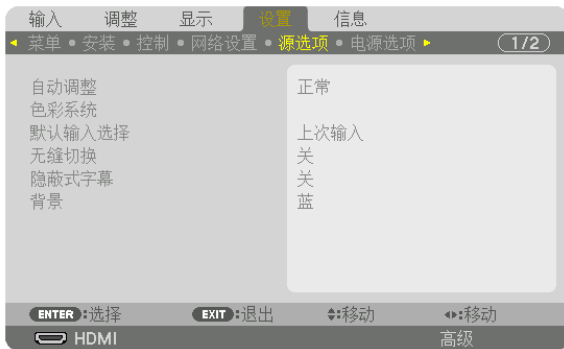 输入 调整 显示 设置 信息
菜单 • 安装 • 控制 • 网络设置 • 源选项 • 电源选项 1/2
自动调整 正常
色彩系统
默认输入选择 上次输入
无缝切换 关
隐蔽式字幕 关
背景 蓝
ENTER:选择 EXIT:退出 :移动 :移动
HDMI 高级